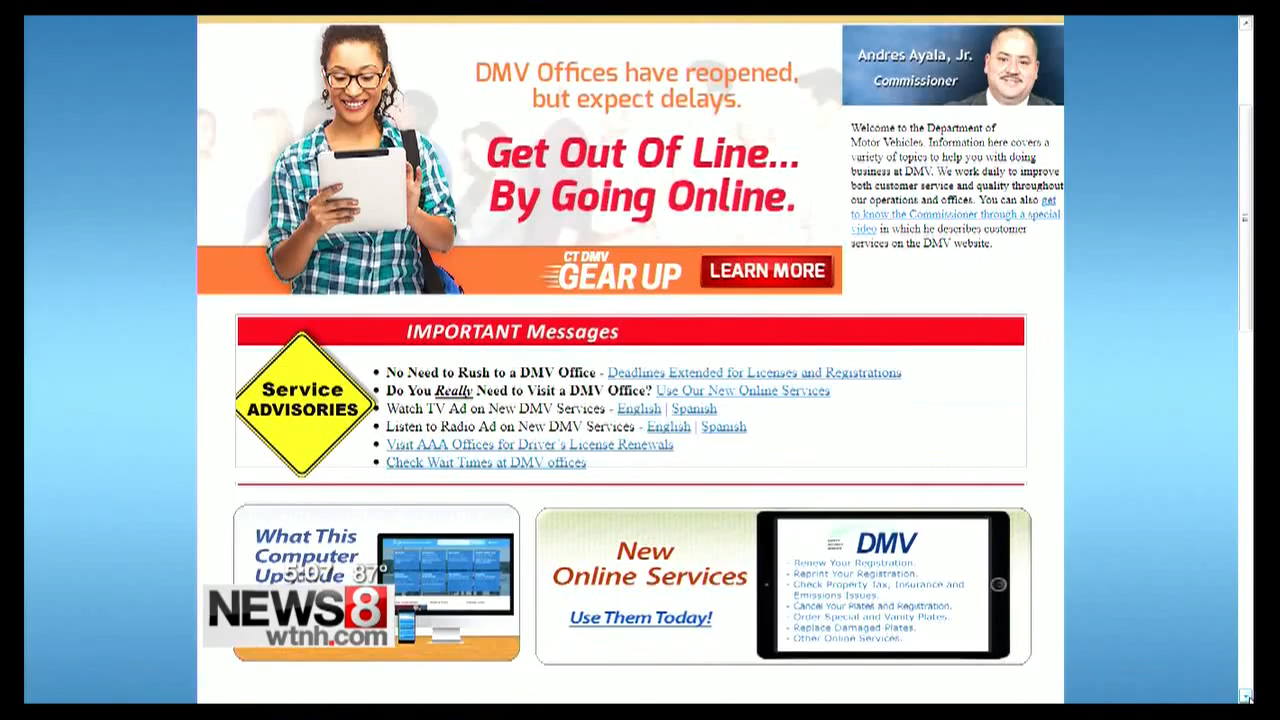 DMV Offices have reopened,
but expect delays.
Get Out Of Line...
By Going Online.
CT DMV
GEAR UP
LEARN MORE
Andres Ayala, Jr.
Commissioner
Welcome to the Department of
Motor Vehicles. Information here covers a
variety of topics to help you with doing
business at DMV. We work daily to improve
both customer service and quality throughout
our operations and offices. You can also get
to know the Commissioner through a special
video in which he describes customer
services on the DMV website.
IMPORTANT Messages
Service
ADVISORIES
• No Need to Rush to a DMV Office - Deadlines Extended for Licenses and Registrations
• Do You Really Need to Visit a DMV Office? Use Our New Online Services
• Watch TV Ad on New DMV Services - English | Spanish
• Listen to Radio Ad on New DMV Services - English | Spanish
• Visit AAA Offices for Driver's License Renewals
• Check Wait Times at DMV offices
What This
Computer
5:07 87°
NEWS 8
wtnh.com
New
Online Services
Use Them Today!
DMV
- Renew Your Registration.
- Reprint Your Registration.
- Check Property Tax, Insurance and
Emissions Issues.
- Cancel Your Plates and Registration.
- Order Special and Vanity Plates.
- Replace Damaged Plates.
- Other Online Services.